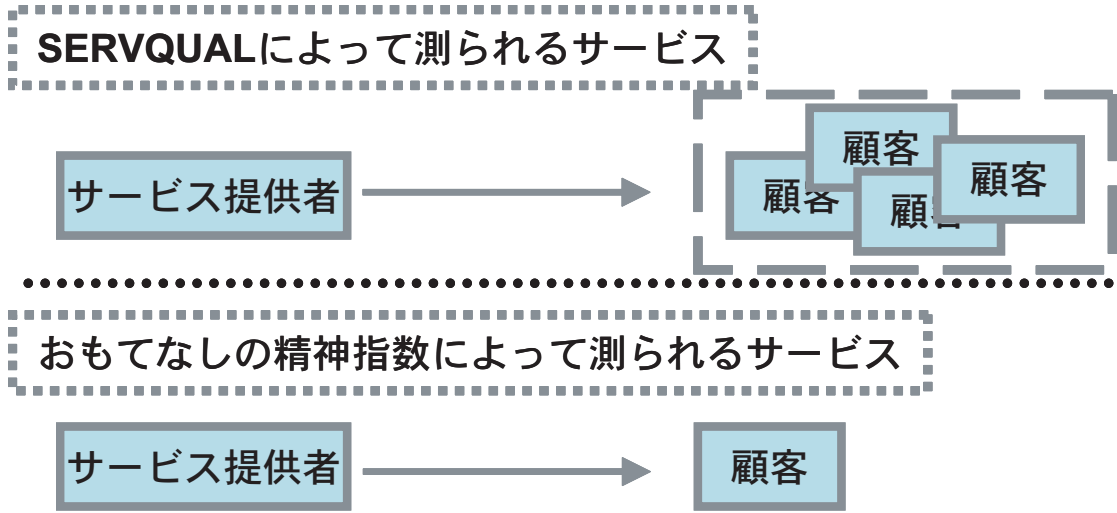 SERVQUALによって測られるサービス
サービス提供者
顧客
顧客
顧客
顧客
おもてなしの精神指数によって測られるサービス
サービス提供者
顧客